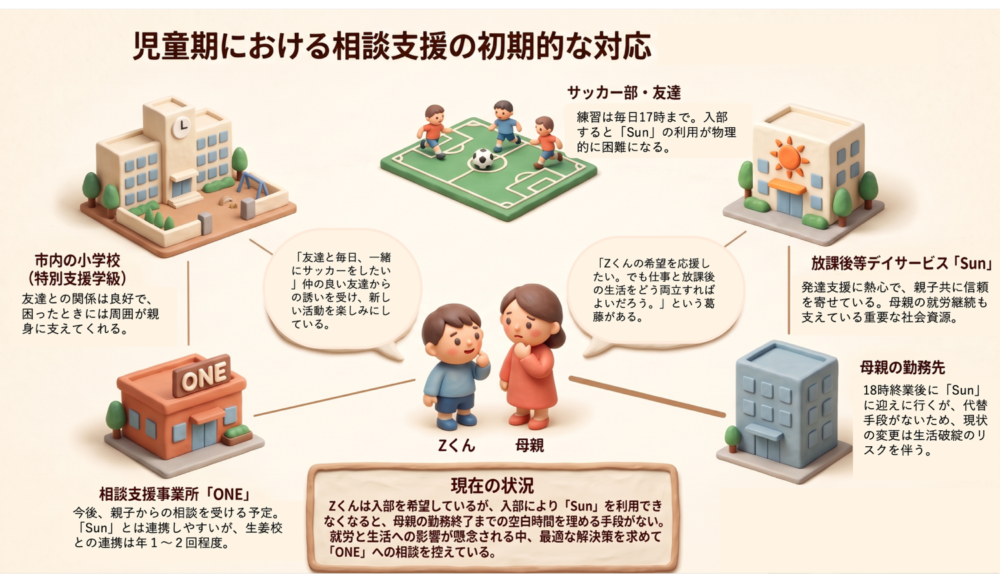 児童期における相談支援の初期的な対応
サッカー部・友達
練習は毎日17時まで。入部
すると「Sun」の利用が物理
的に困難になる。
市内の小学校
（特別支援学級）
友達との関係は良好で、
困ったときには周囲が親
身に支えてくれる。
「友達と毎日、一緒
にサッカーをしたい
」仲の良い友達から
の誘いを受け、新し
い活動を楽しみにし
ている。
「Zくんの希望を応援し
たい。でも仕事と放課後
の生活をどう両立すれば
よいだろう。」という葛
藤がある。
放課後等デイサービス「Sun」
発達支援に熱心で、親子共に信頼
を寄せている。母親の就労継続も
支えている重要な社会資源。
ONE
母親の勤務先
18時終業後に「Sun」
に迎えに行くが、代替
手段がないため、現状
の変更は生活破綻のリ
スクを伴う。
Zくん
母親
相談支援事業所「ONE」
今後、親子からの相談を受ける予定。
「Sun」とは連携しやすいが、生姜校
との連携は年１～２回程度。
現在の状況
Zくんは入部を希望しているが、入部により「Sun」を利用でき
なくなると、母親の勤務終了までの空白時間を埋める手段がない。
就労と生活への影響が懸念される中、最適な解決策を求めて
「ONE」への相談を控えている。